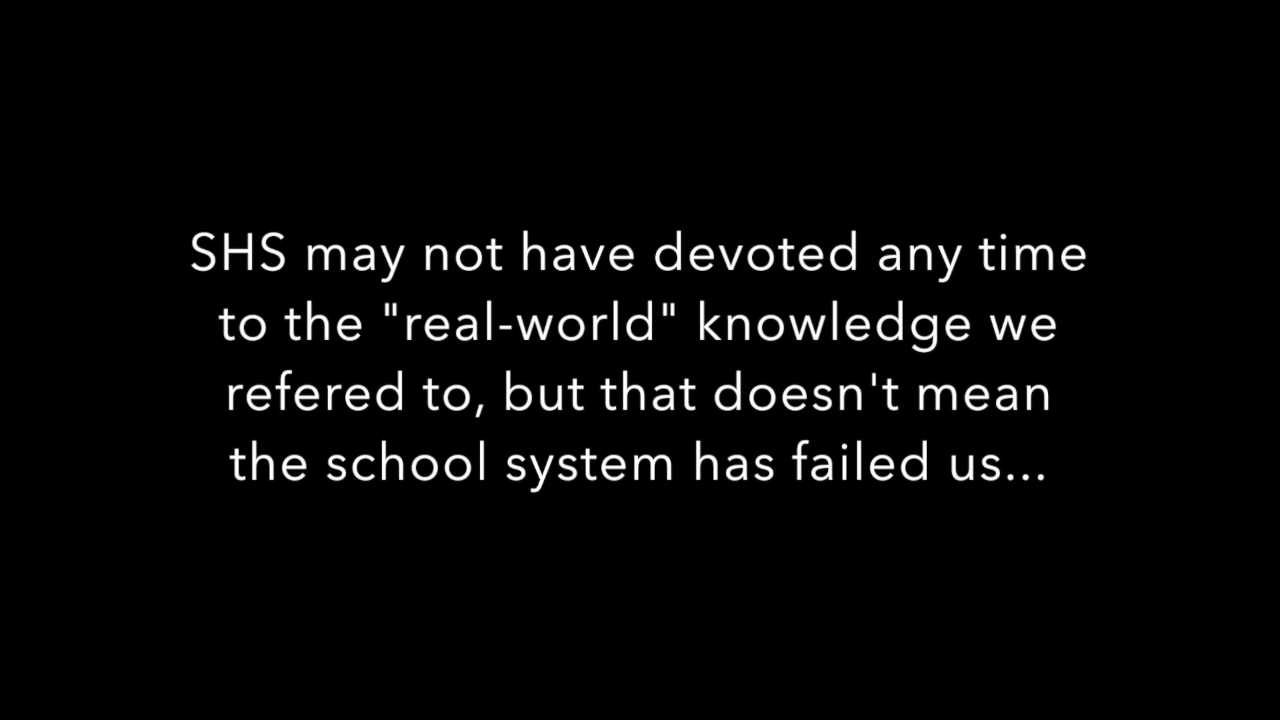 SHS may not have devoted any time
to the "real-world" knowledge we
refered to, but that doesn't mean
the school system has failed us...